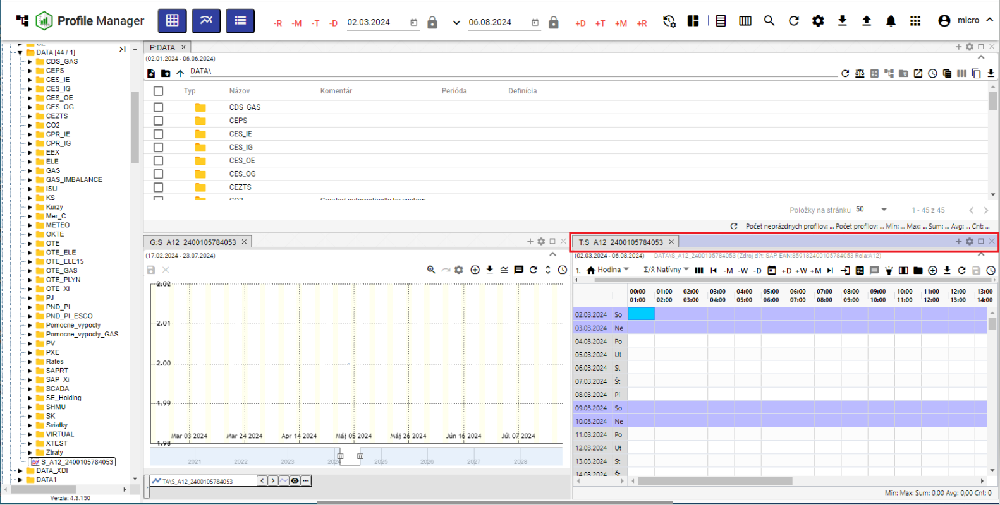 Profile Manager
-R -M -T -D 02.03.2024 06.08.2024 +D +T +M +R micro
DATA [44 / 1]
CDS_GAS
CEPS
CES_IE
CES_IG
CES_OE
CES_OG
CEZTS
CO2
CPR_IE
CPR_IG
EEX
ELE
GAS
GAS_IMBALANCE
ISU
KS
Kurzy
Mer_C
METEO
OKTE
OTE
OTE_ELE
OTE_ELE15
OTE_GAS
OTE_PLYN
OTE_XI
PJ
PND_PI
PND_PI_ESCO
Pomocne_vypocty
Pomocne_vypocty_GAS
PV
PXE
Rates
SAPRT
SAP_Xi
SCADA
SE_Holding
SHMU
SK
Sviatky
VIRTUAL
XTEST
Ztraty
S_A12_2400105784053
DATA_XDI
DATA1
Verzia: 4.3.150
P:DATA
(02.01.2024 - 06.06.2024)
DATA\
Typ Názov Komentár Perióda Definícia
CDS_GAS
CEPS
CES_IE
CES_IG
CES_OE
CES_OG
CEZTS
CO2 Created automatically by system
Položky na stránku 50 1 - 45 z 45
Počet neprázdnych profilov: ... Počet profilov: ... Min: ... Max: ... Sum: ... Avg: ... Cnt: ...
G:S_A12_2400105784053
(17.02.2024 - 23.07.2024)
2.02
2.01
2.00
1.99
1.98
Mar 03 2024 Mar 24 2024 Apr 14 2024 Máj 05 2024 Máj 26 2024 Jún 16 2024 Júl 07 2024
2021 2022 2023 2024 2025 2026 2027 2028
TA\S_A12_2400105784053
T:S_A12_2400105784053
(02.03.2024 - 06.08.2024) DATA\S_A12_2400105784053 (Zdroj d?t: SAP, EAN:859182400105784053 Rola:A12)
1. Hodina Σ/x̄ Natívny -M -W -D +D +W +M
00:00 - 01:00 01:00 - 02:00 02:00 - 03:00 03:00 - 04:00 04:00 - 05:00 05:00 - 06:00 06:00 - 07:00 07:00 - 08:00 08:00 - 09:00 09:00 - 10:00 10:00 - 11:00 11:00 - 12:00 12:00 - 13:00 13:00 - 14:00
02.03.2024 So
03.03.2024 Ne
04.03.2024 Po
05.03.2024 Ut
06.03.2024 St
07.03.2024 Št
08.03.2024 Pi
09.03.2024 So
10.03.2024 Ne
11.03.2024 Po
12.03.2024 Ut
13.03.2024 St
14.03.2024 Št
Min: Max: Sum: 0,00 Avg: 0,00 Cnt: 0